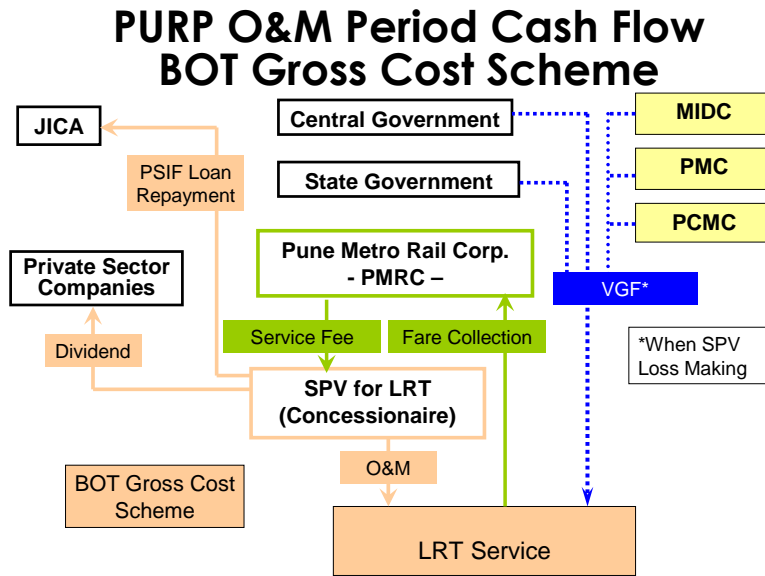 PURP O&M Period Cash Flow
BOT Gross Cost Scheme
JICA
Central Government
MIDC
PSIF Loan
Repayment
State Government
PMC
PCMC
Private Sector
Companies
Pune Metro Rail Corp.
- PMRC –
VGF*
Dividend
Service Fee
Fare Collection
*When SPV
Loss Making
SPV for LRT
(Concessionaire)
O&M
BOT Gross Cost
Scheme
LRT Service